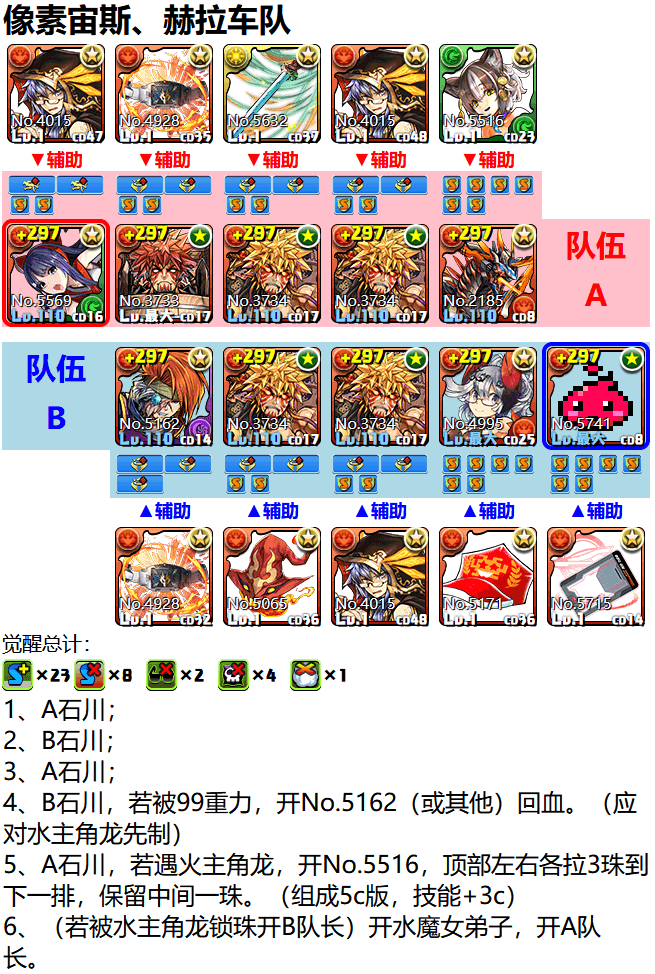 像素宙斯、赫拉车队
No.4015 No.4928 No.5632 No.4015 No.5516
Lv.1 CD47 Lv.1 CD35 Lv.1 CD37 Lv.1 CD48 Lv.1 CD23
▼辅助 ▼辅助 ▼辅助 ▼辅助 ▼辅助
+297 +297 +297 +297 +297
No.5569 No.3733 No.3734 No.3734 No.2185
Lv.110 CD16 Lv.最大 CD17 Lv.110 CD17 Lv.110 CD17 Lv.110 CD8
队伍
A
队伍
B
+297 +297 +297 +297 +297
No.5162 No.3734 No.3734 No.4995 No.5741
Lv.110 CD14 Lv.110 CD17 Lv.110 CD17 Lv.最大 CD25 Lv.最大 CD8
▲辅助 ▲辅助 ▲辅助 ▲辅助 ▲辅助
No.4928 No.5065 No.4015 No.5171 No.5715
Lv.1 CD32 Lv.1 CD36 Lv.1 CD48 Lv.1 CD36 Lv.1 CD14
觉醒总计：
×23 ×8 ×2 ×4 ×1
1、A石川；
2、B石川；
3、A石川；
4、B石川，若被99重力，开No.5162（或其他）回血。（应
对水主角龙先制）
5、A石川，若遇火主角龙，开No.5516，顶部左右各拉3珠到
下一排，保留中间一珠。（组成5c版，技能+3c）
6、（若被水主角龙锁珠开B队长）开水魔女弟子，开A队
长。